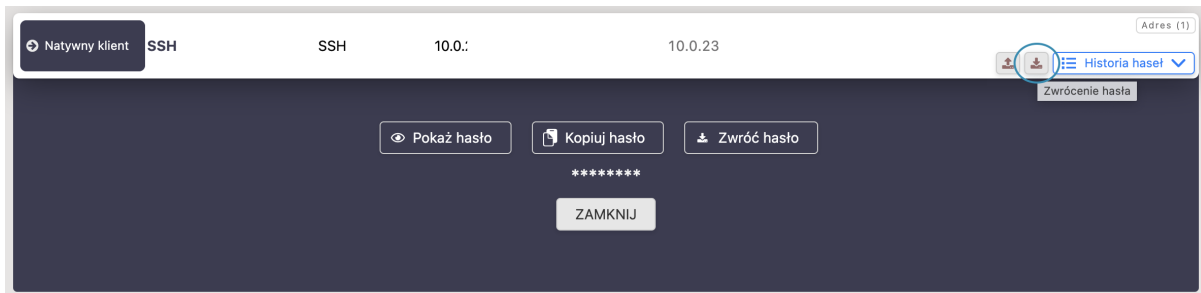 Adres (1)
Natywny klient SSH SSH 10.0.: 10.0.23
Historia haseł
Zwrócenie hasła
Pokaż hasło Kopiuj hasło Zwróć hasło
********
ZAMKNIJ